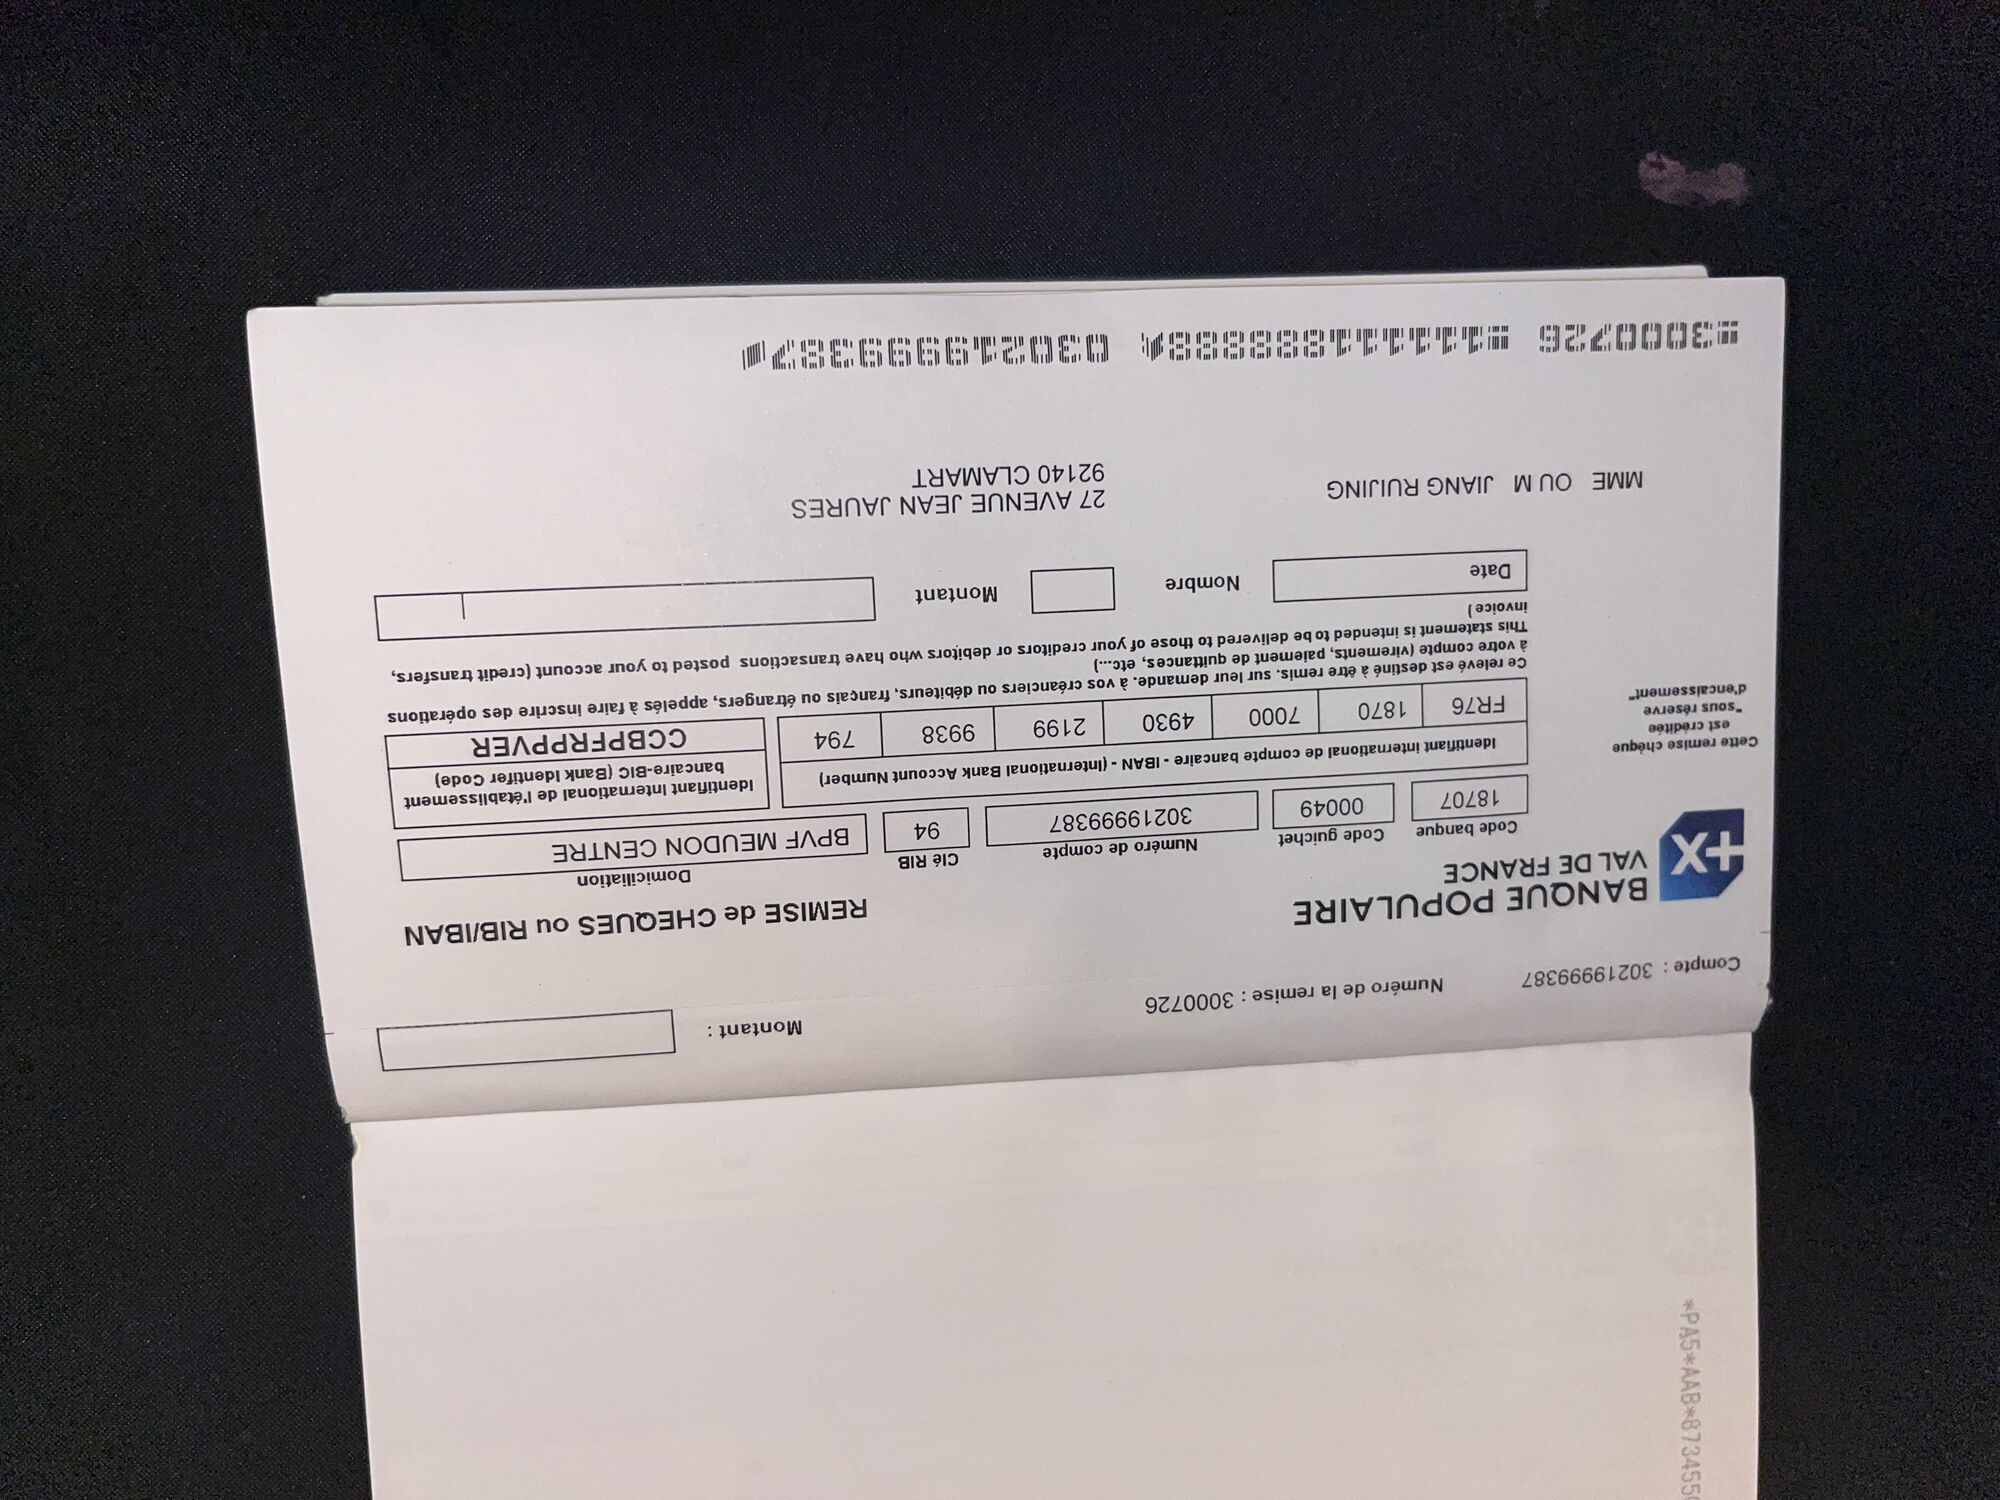 Compte : 30219999387 Numéro de la remise : 3000726 Montant :
BANQUE POPULAIRE
VAL DE FRANCE
REMISE de CHEQUES ou RIB/IBAN
Code banque Code guichet Numéro de compte Clé RIB Domiciliation
18707 00049 30219999387 94 BPVF MEUDON CENTRE
Identifiant international de compte bancaire - IBAN - (International Bank Account Number)
FR76 1870 7000 4930 2199 9938 794
Identifiant International de l'établissement
bancaire-BIC (Bank Identifer Code)
CCBPFRPPVER
Cette remise chèque
est créditée
"sous réserve
d'encaissement"
Ce relevé est destiné à être remis. sur leur demande. à vos créanciers ou débiteurs, français ou étrangers, appelés à faire inscrire des opérations
à votre compte (virements, paiement de quittances, etc...)
This statement is intended to be delivered to those of your creditors or debitors who have transactions posted to your account (credit transfers,
invoice )
Date Nombre Montant
MME OU M JIANG RUIJING
27 AVENUE JEAN JAURES
92140 CLAMART
3000726 111111188888888 030219999387